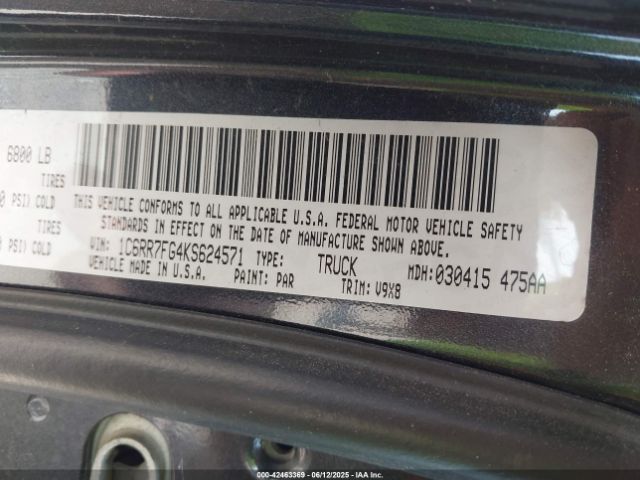 6800 LB
TIRES
PSI) COLD
TIRES
PSI) COLD
THIS VEHICLE CONFORMS TO ALL APPLICABLE U.S.A. FEDERAL MOTOR VEHICLE SAFETY
STANDARDS IN EFFECT ON THE DATE OF MANUFACTURE SHOWN ABOVE.
VIN: 1C6RR7FG4KS624571 TYPE: TRUCK MDH:030415 475AA
VEHICLE MADE IN U.S.A. PAINT: PAR TRIM: V9X8
000-42463369 - 06/12/2025 - IAAI.COM